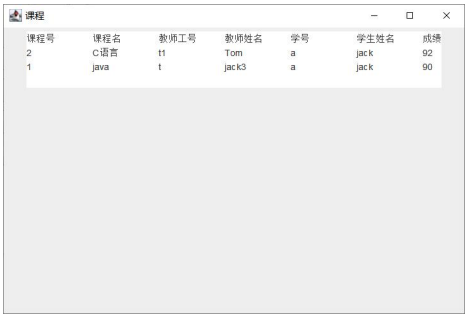 课程
课程号 课程名 教师工号 教师姓名 学号 学生姓名 成绩
2 C语言 t1 Tom a jack 92
1 java t jack3 a jack 90